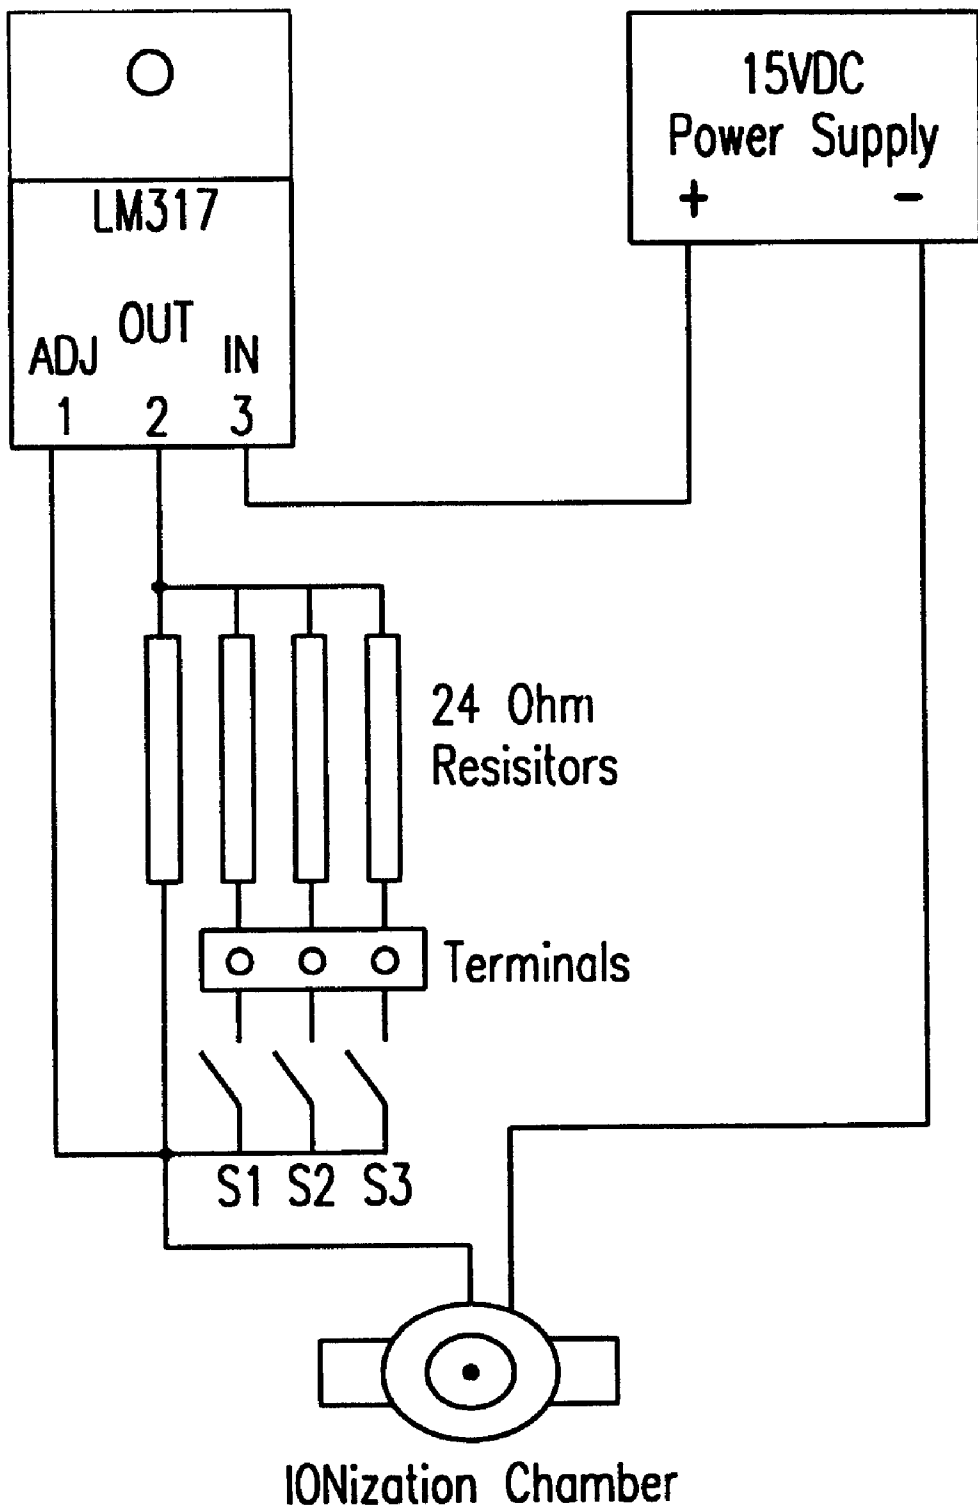 LM317
OUT
ADJ IN
1 2 3
15VDC
Power Supply
+ -
24 Ohm
Resisitors
Terminals
S1 S2 S3
IONization Chamber